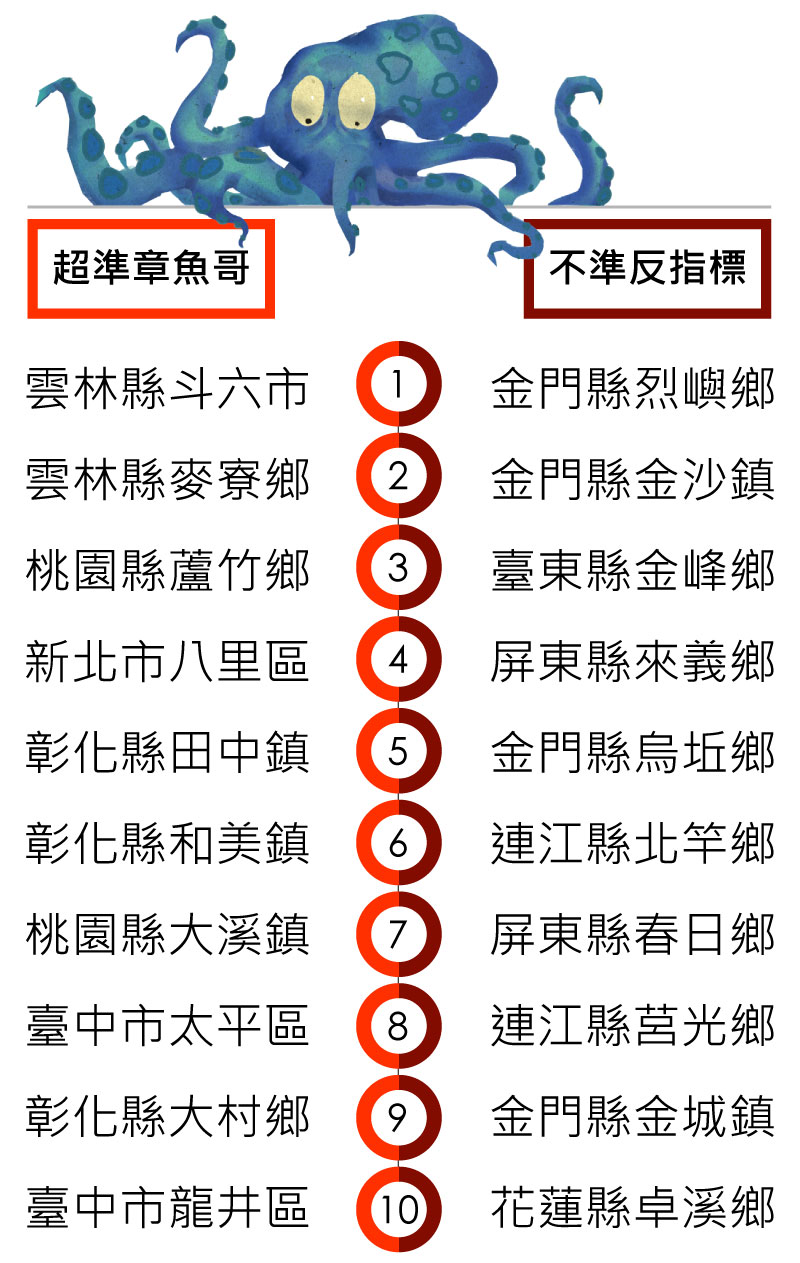 超準章魚哥 不準反指標
雲林縣斗六市 1 金門縣烈嶼鄉
雲林縣麥寮鄉 2 金門縣金沙鎮
桃園縣蘆竹鄉 3 臺東縣金峰鄉
新北市八里區 4 屏東縣來義鄉
彰化縣田中鎮 5 金門縣烏坵鄉
彰化縣和美鎮 6 連江縣北竿鄉
桃園縣大溪鎮 7 屏東縣春日鄉
臺中市太平區 8 連江縣莒光鄉
彰化縣大村鄉 9 金門縣金城鎮
臺中市龍井區 10 花蓮縣卓溪鄉